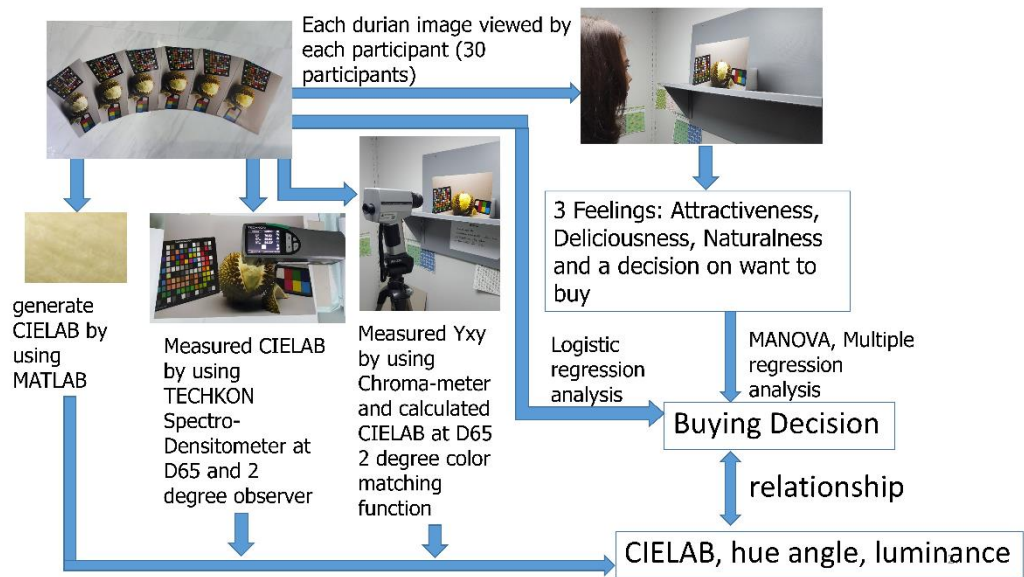 Each durian image viewed by
each participant (30
participants)
3 Feelings: Attractiveness,
Deliciousness, Naturalness
and a decision on want to
buy
generate
CIELAB by
using
MATLAB
Measured CIELAB
by using
TECHKON
Spectro-
Densitometer at
D65 and 2
degree observer
Measured Yxy
by using
Chroma-meter
and calculated
CIELAB at D65
2 degree color
matching
function
Logistic
regression
analysis
MANOVA, Multiple
regression
analysis
Buying Decision
relationship
CIELAB, hue angle, luminance